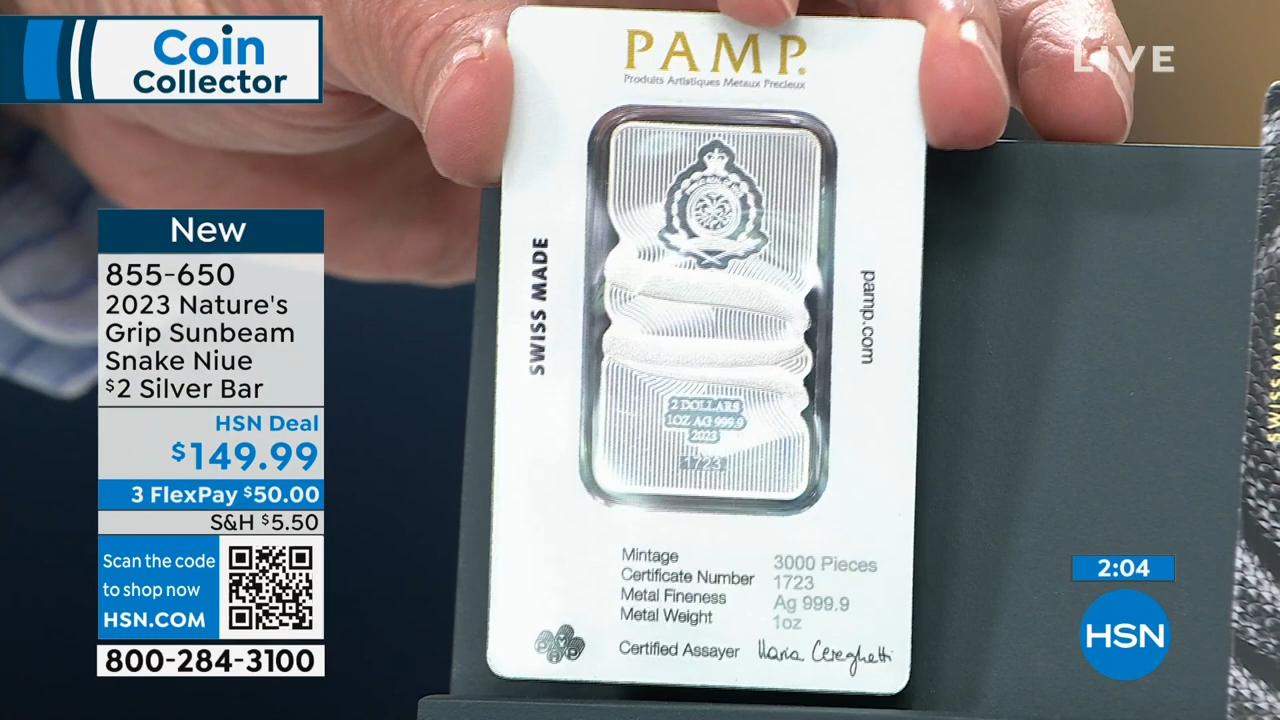 Coin
Collector
LIVE
New
855-650
2023 Nature's
Grip Sunbeam
Snake Niue
$2 Silver Bar
HSN Deal
$149.99
3 FlexPay $50.00
S&H $5.50
Scan the code
to shop now
HSN.COM
800-284-3100
PAMP.
Produits Artistiques Metaux Precieux
SWISS MADE
pamp.com
2 DOLLARS
1OZ AG 999.9
2023
1723
Mintage 3000 Pieces
Certificate Number 1723
Metal Fineness Ag 999.9
Metal Weight 1oz
Certified Assayer
2:04
HSN